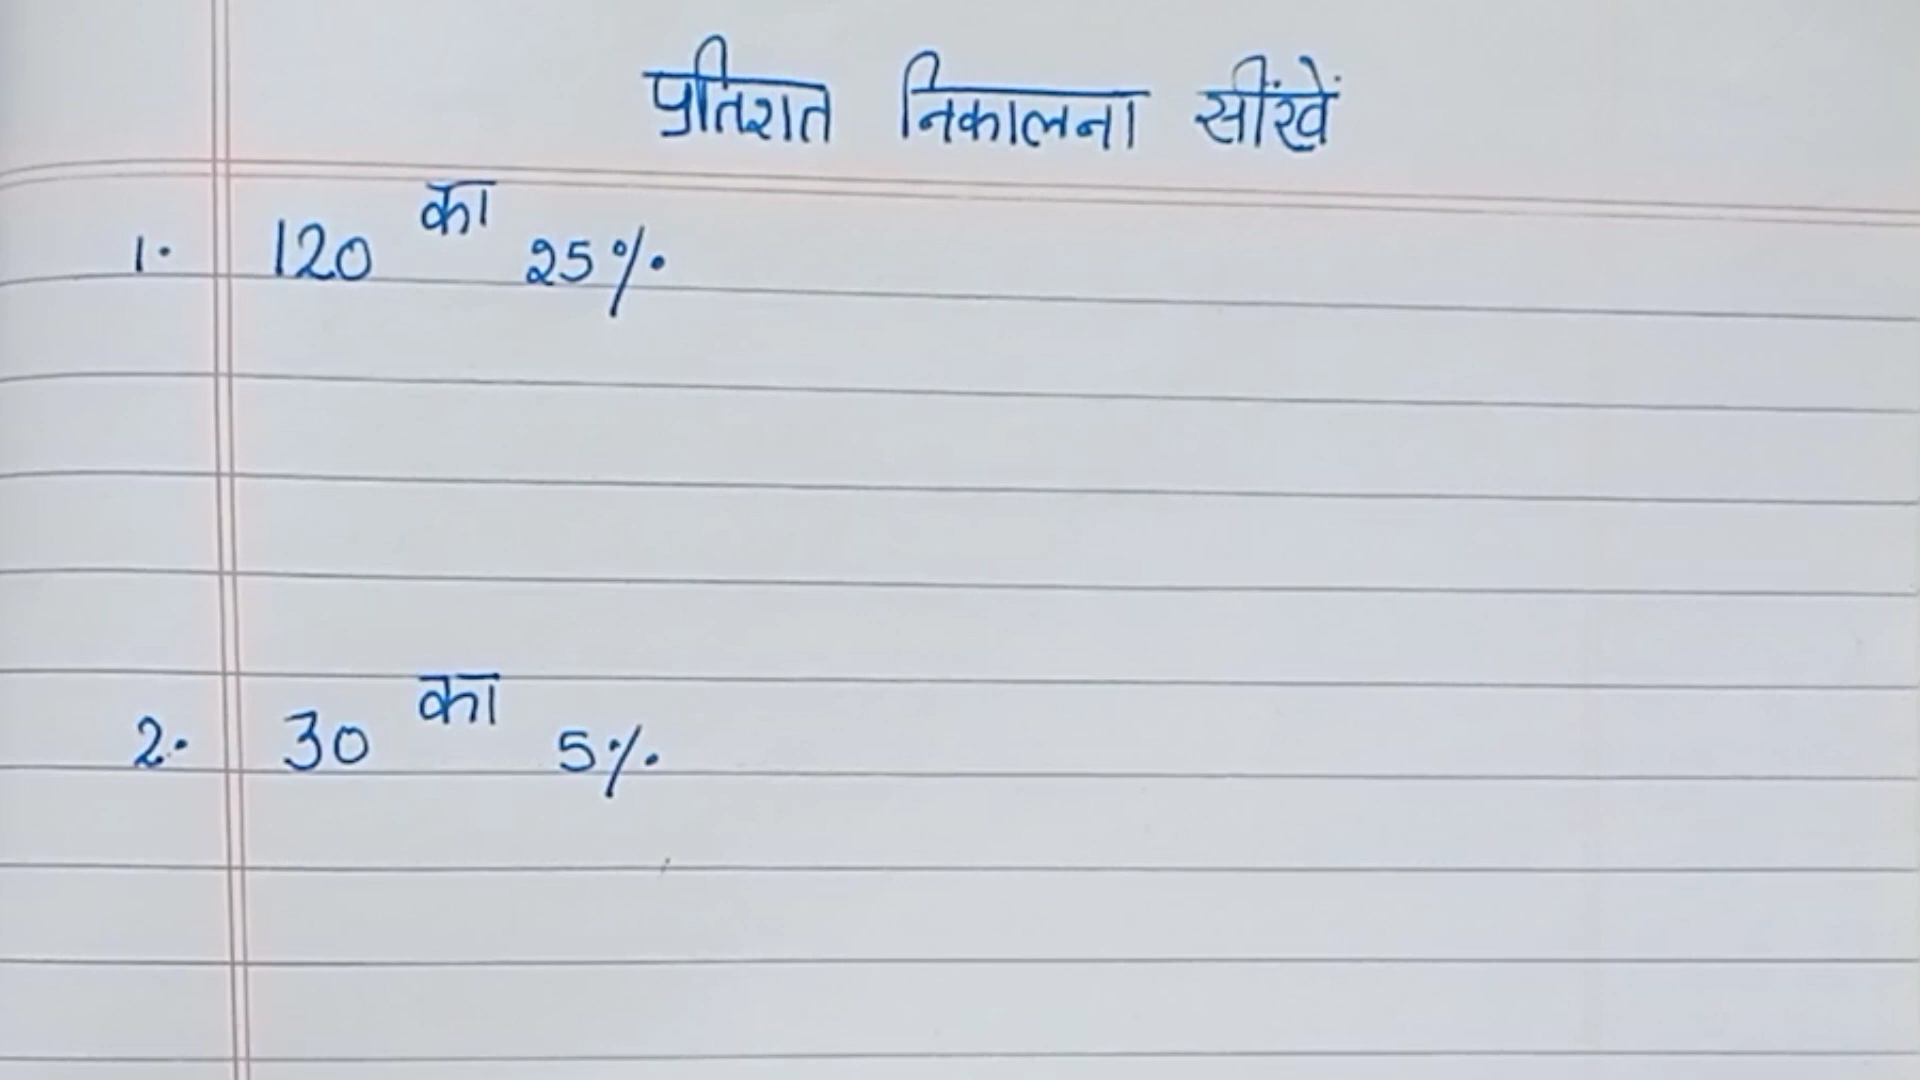 प्रतिशत निकालना सींखें
1. 120 का 25%
2. 30 का 5%